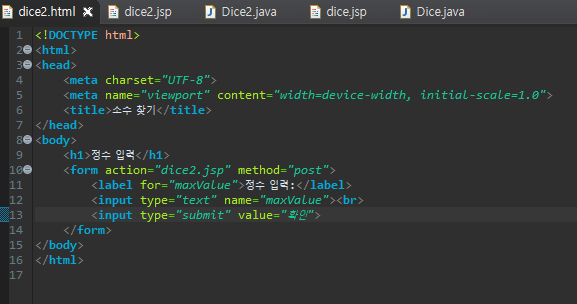 dice2.html dice2.jsp Dice2.java dice.jsp Dice.java
1 <!DOCTYPE html>
2 <html>
3 <head>
4 <meta charset="UTF-8">
5 <meta name="viewport" content="width=device-width, initial-scale=1.0">
6 <title>소수 찾기</title>
7 </head>
8 <body>
9 <h1>정수 입력</h1>
10 <form action="dice2.jsp" method="post">
11 <label for="maxValue">정수 입력:</label>
12 <input type="text" name="maxValue"><br>
13 <input type="submit" value="확인">
14 </form>
15 </body>
16 </html>
17